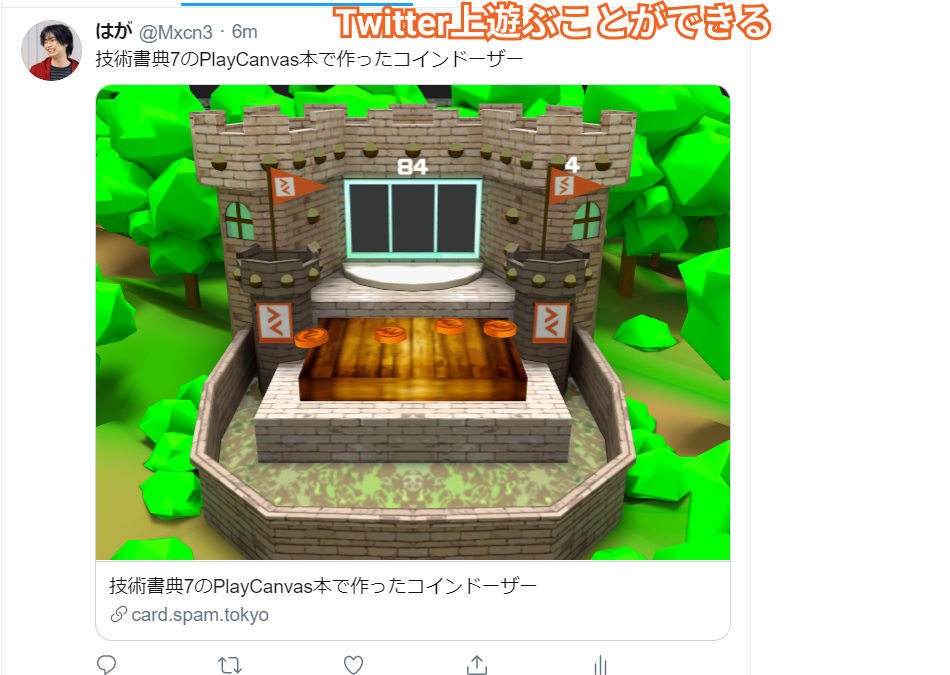 Twitter上遊ぶことができる
はが @Mxcn3 · 6m
技術書典7のPlayCanvas本で作ったコインドーザー
84
4
技術書典7のPlayCanvas本で作ったコインドーザー
card.spam.tokyo